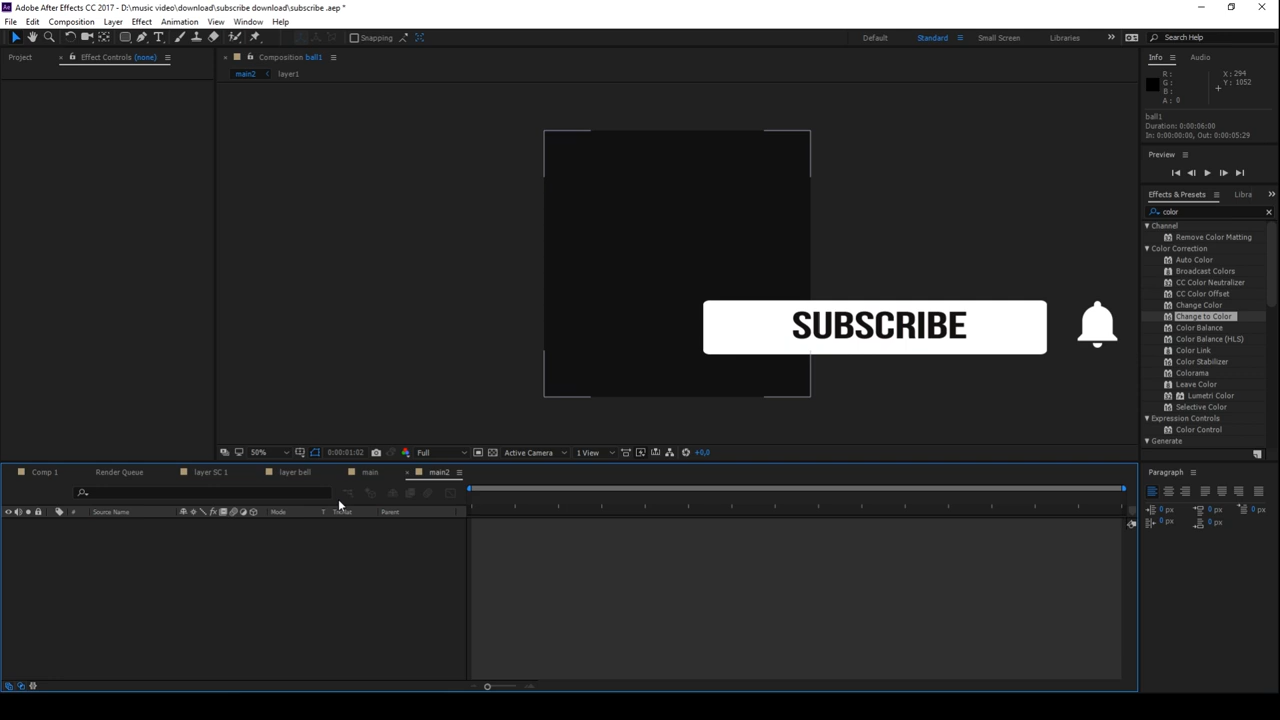 Adobe After Effects CC 2017 - D:\music video\download\subscribe download\subscribe .aep *
File Edit Composition Layer Effect Animation View Window Help
Snapping
Default Standard Small Screen Libraries
Search Help
Project
Effect Controls (none)
Composition ball1
main2
layer1
SUBSCRIBE
50%
0:00:01:02
Full
Active Camera
1 View
+0,0
Info
Audio
R :
G :
B :
A : 0
X : 294
Y : 1052
ball1
Duration: 0:00:06:00
In: 0:00:00:00, Out: 0:00:05:29
Preview
Effects & Presets
Libra
color
Channel
Remove Color Matting
Color Correction
Auto Color
Broadcast Colors
CC Color Neutralizer
CC Color Offset
Change Color
Change to Color
Color Balance
Color Balance (HLS)
Color Link
Color Stabilizer
Colorama
Leave Color
Lumetri Color
Selective Color
Expression Controls
Color Control
Generate
Comp 1
Render Queue
layer SC 1
layer bell
main
main2
# Source Name Mode T TrkMat Parent
Paragraph
0 px 0 px 0 px
0 px 0 px